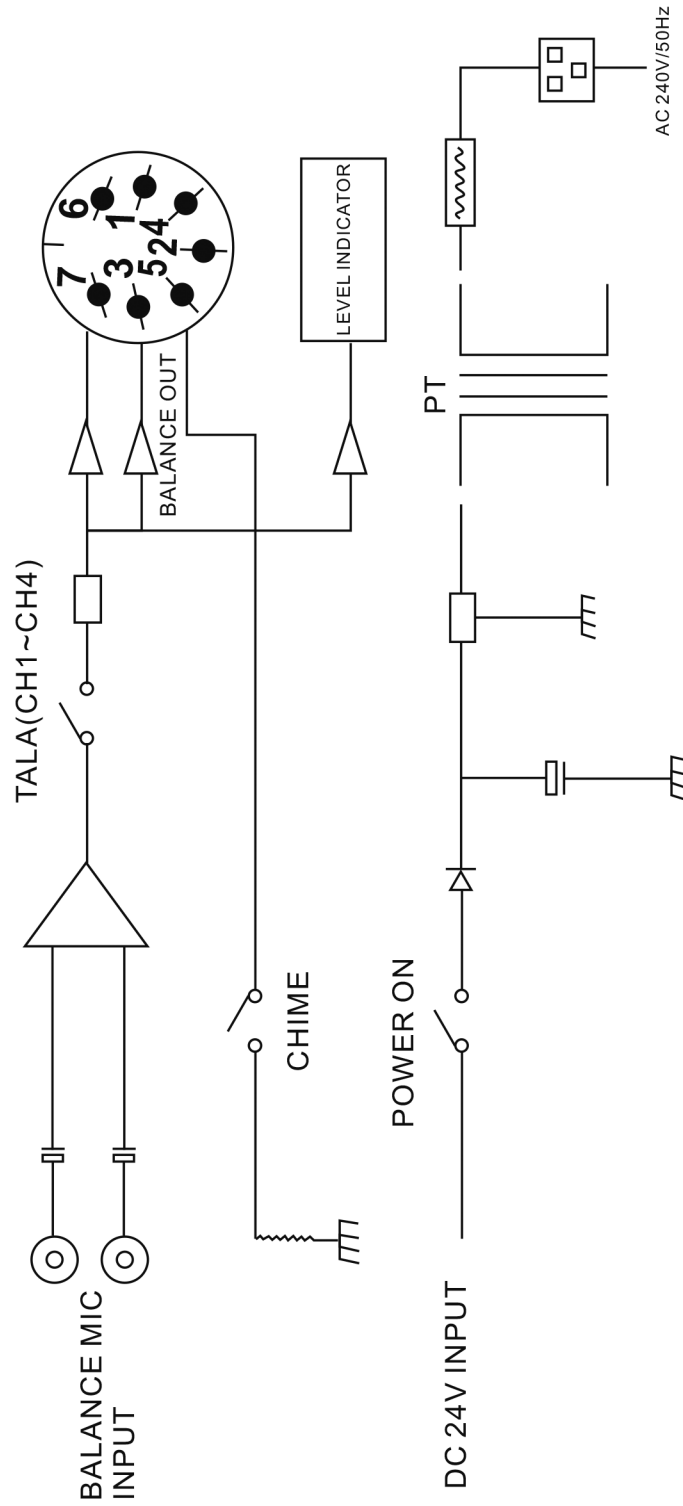 BALANCE MIC
INPUT
TALA(CH1~CH4)
BALANCE OUT
7
6
3
1
5
2
4
CHIME
LEVEL INDICATOR
DC 24V INPUT
POWER ON
PT
AC 240V/50Hz